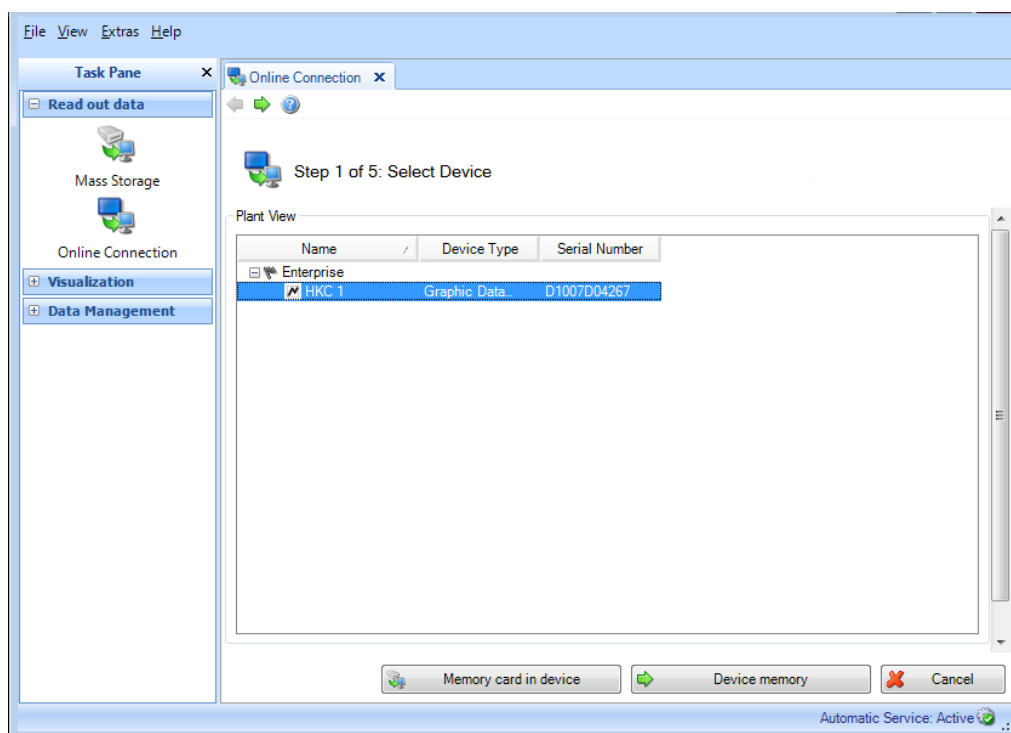 File View Extras Help
Task Pane
Online Connection
Read out data
Mass Storage
Step 1 of 5: Select Device
Plant View
Online Connection
Name Device Type Serial Number
Visualization
Enterprise
HKC 1 Graphic Data... D1007D04267
Data Management
Memory card in device Device memory Cancel
Automatic Service: Active